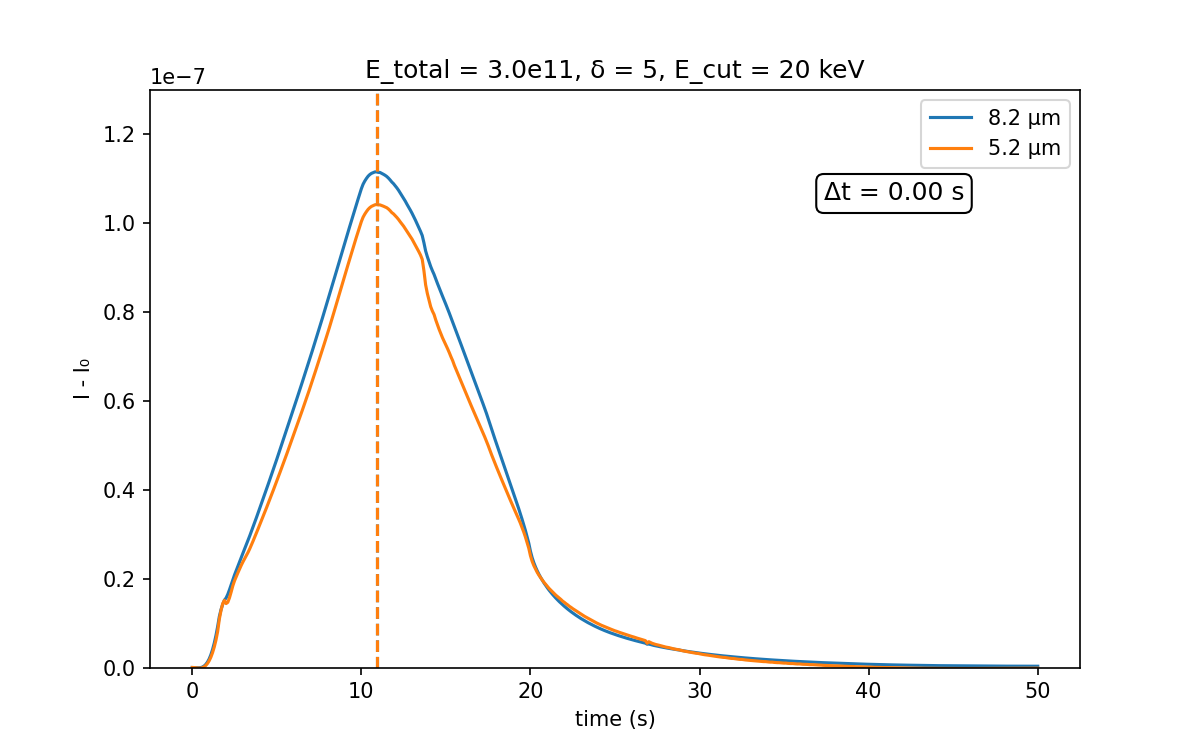 E_total = 3.0e11, δ = 5, E_cut = 20 keV
1e−7
8.2 μm
5.2 μm
Δt = 0.00 s
1.2
1.0
0.8
0.6
0.4
0.2
0.0
I - I₀
0 10 20 30 40 50
time (s)